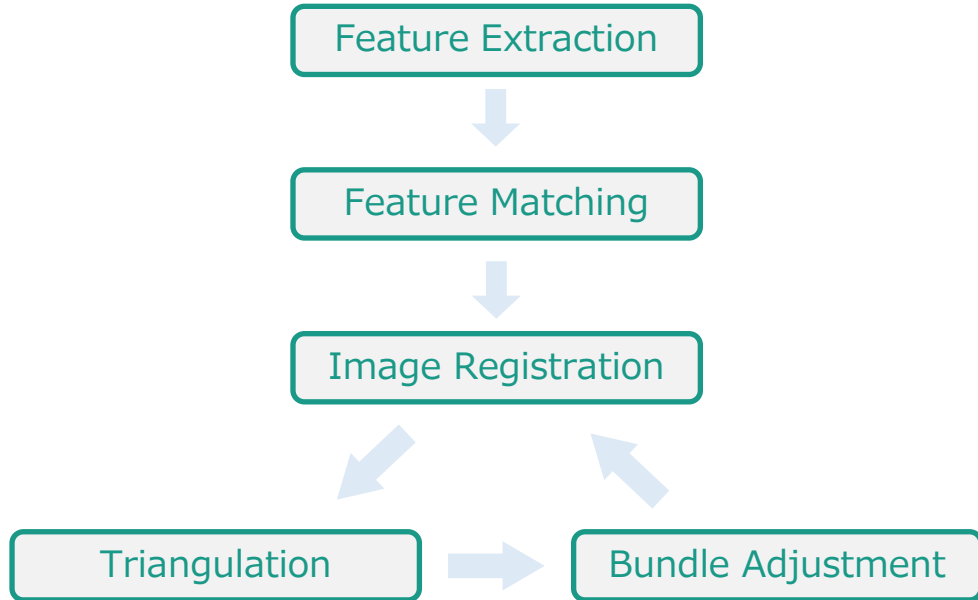 Feature Extraction
Feature Matching
Image Registration
Triangulation
Bundle Adjustment